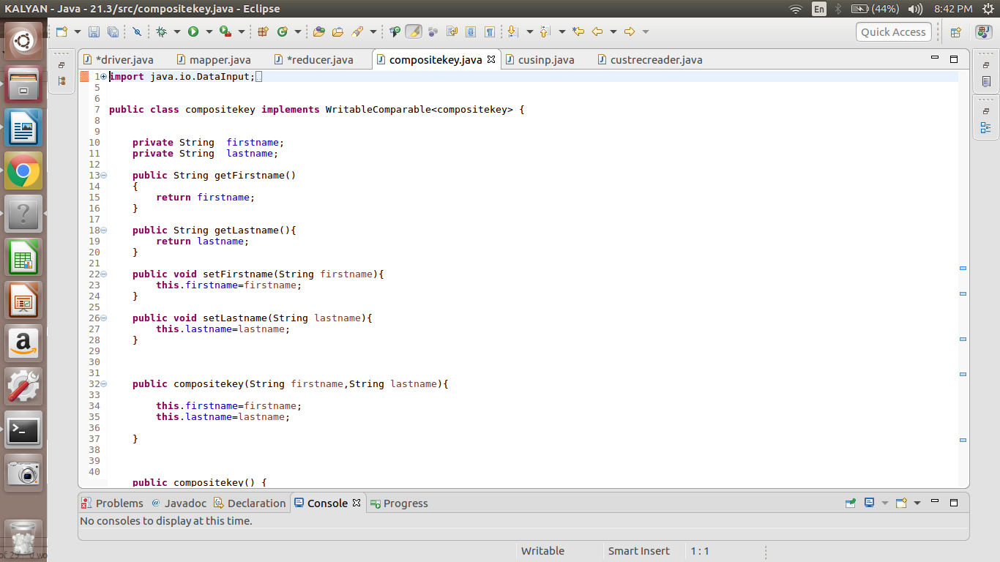 KALYAN - Java - 21.3/src/compositekey.java - Eclipse
En
(44%)
8:42 PM
Quick Access
*driver.java
mapper.java
*reducer.java
compositekey.java
cusinp.java
custrecreader.java
1 import java.io.DataInput;
5
6
7 public class compositekey implements WritableComparable<compositekey> {
8
9
10 private String  firstname;
11 private String  lastname;
12
13 public String getFirstname()
14 {
15 return firstname;
16 }
17
18 public String getLastname(){
19 return lastname;
20 }
21
22 public void setFirstname(String firstname){
23 this.firstname=firstname;
24 }
25
26 public void setLastname(String lastname){
27 this.lastname=lastname;
28 }
29
30
31
32 public compositekey(String firstname,String lastname){
33
34 this.firstname=firstname;
35 this.lastname=lastname;
36
37 }
38
39
40
public compositekey() {
Problems
Javadoc
Declaration
Console
Progress
No consoles to display at this time.
Writable
Smart Insert
1 : 1